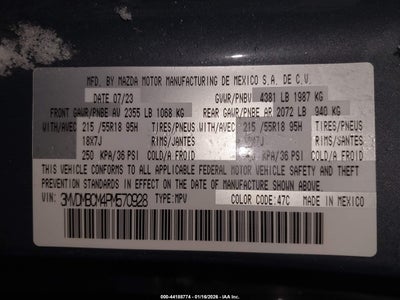 MFD. BY MAZDA MOTOR MANUFACTURING DE MEXICO S.A. DE C.V.
DATE 07/23 GVWR/PNBV 4381 LB 1987 KG
FRONT GAWR/PNBE AV 2355 LB 1068 KG REAR GAWR/PNBE AR 2072 LB 940 KG
WITH/AVEC 215 /55R18 95H TIRES/PNEUS WITH/AVEC 215 /55R18 95H TIRES/PNEUS
18X7J RIMS/JANTES RIMS/JANTES
250 KPA/36 PSI COLD/A FROID 250 KPA/36 PSI COLD/A FROID
THIS VEHICLE CONFORMS TO ALL APPLICABLE FEDERAL MOTOR VEHICLE SAFETY AND THEFT
PREVENTION STANDARDS IN EFFECT ON THE DATE OF MANUFACTURE SHOWN ABOVE.
VIN: 3MVDMBCM4PM570928 TYPE:MPV COLOR CODE:47C MADE IN MEXICO
000-44188774 - 01/16/2026 - IAA Inc.